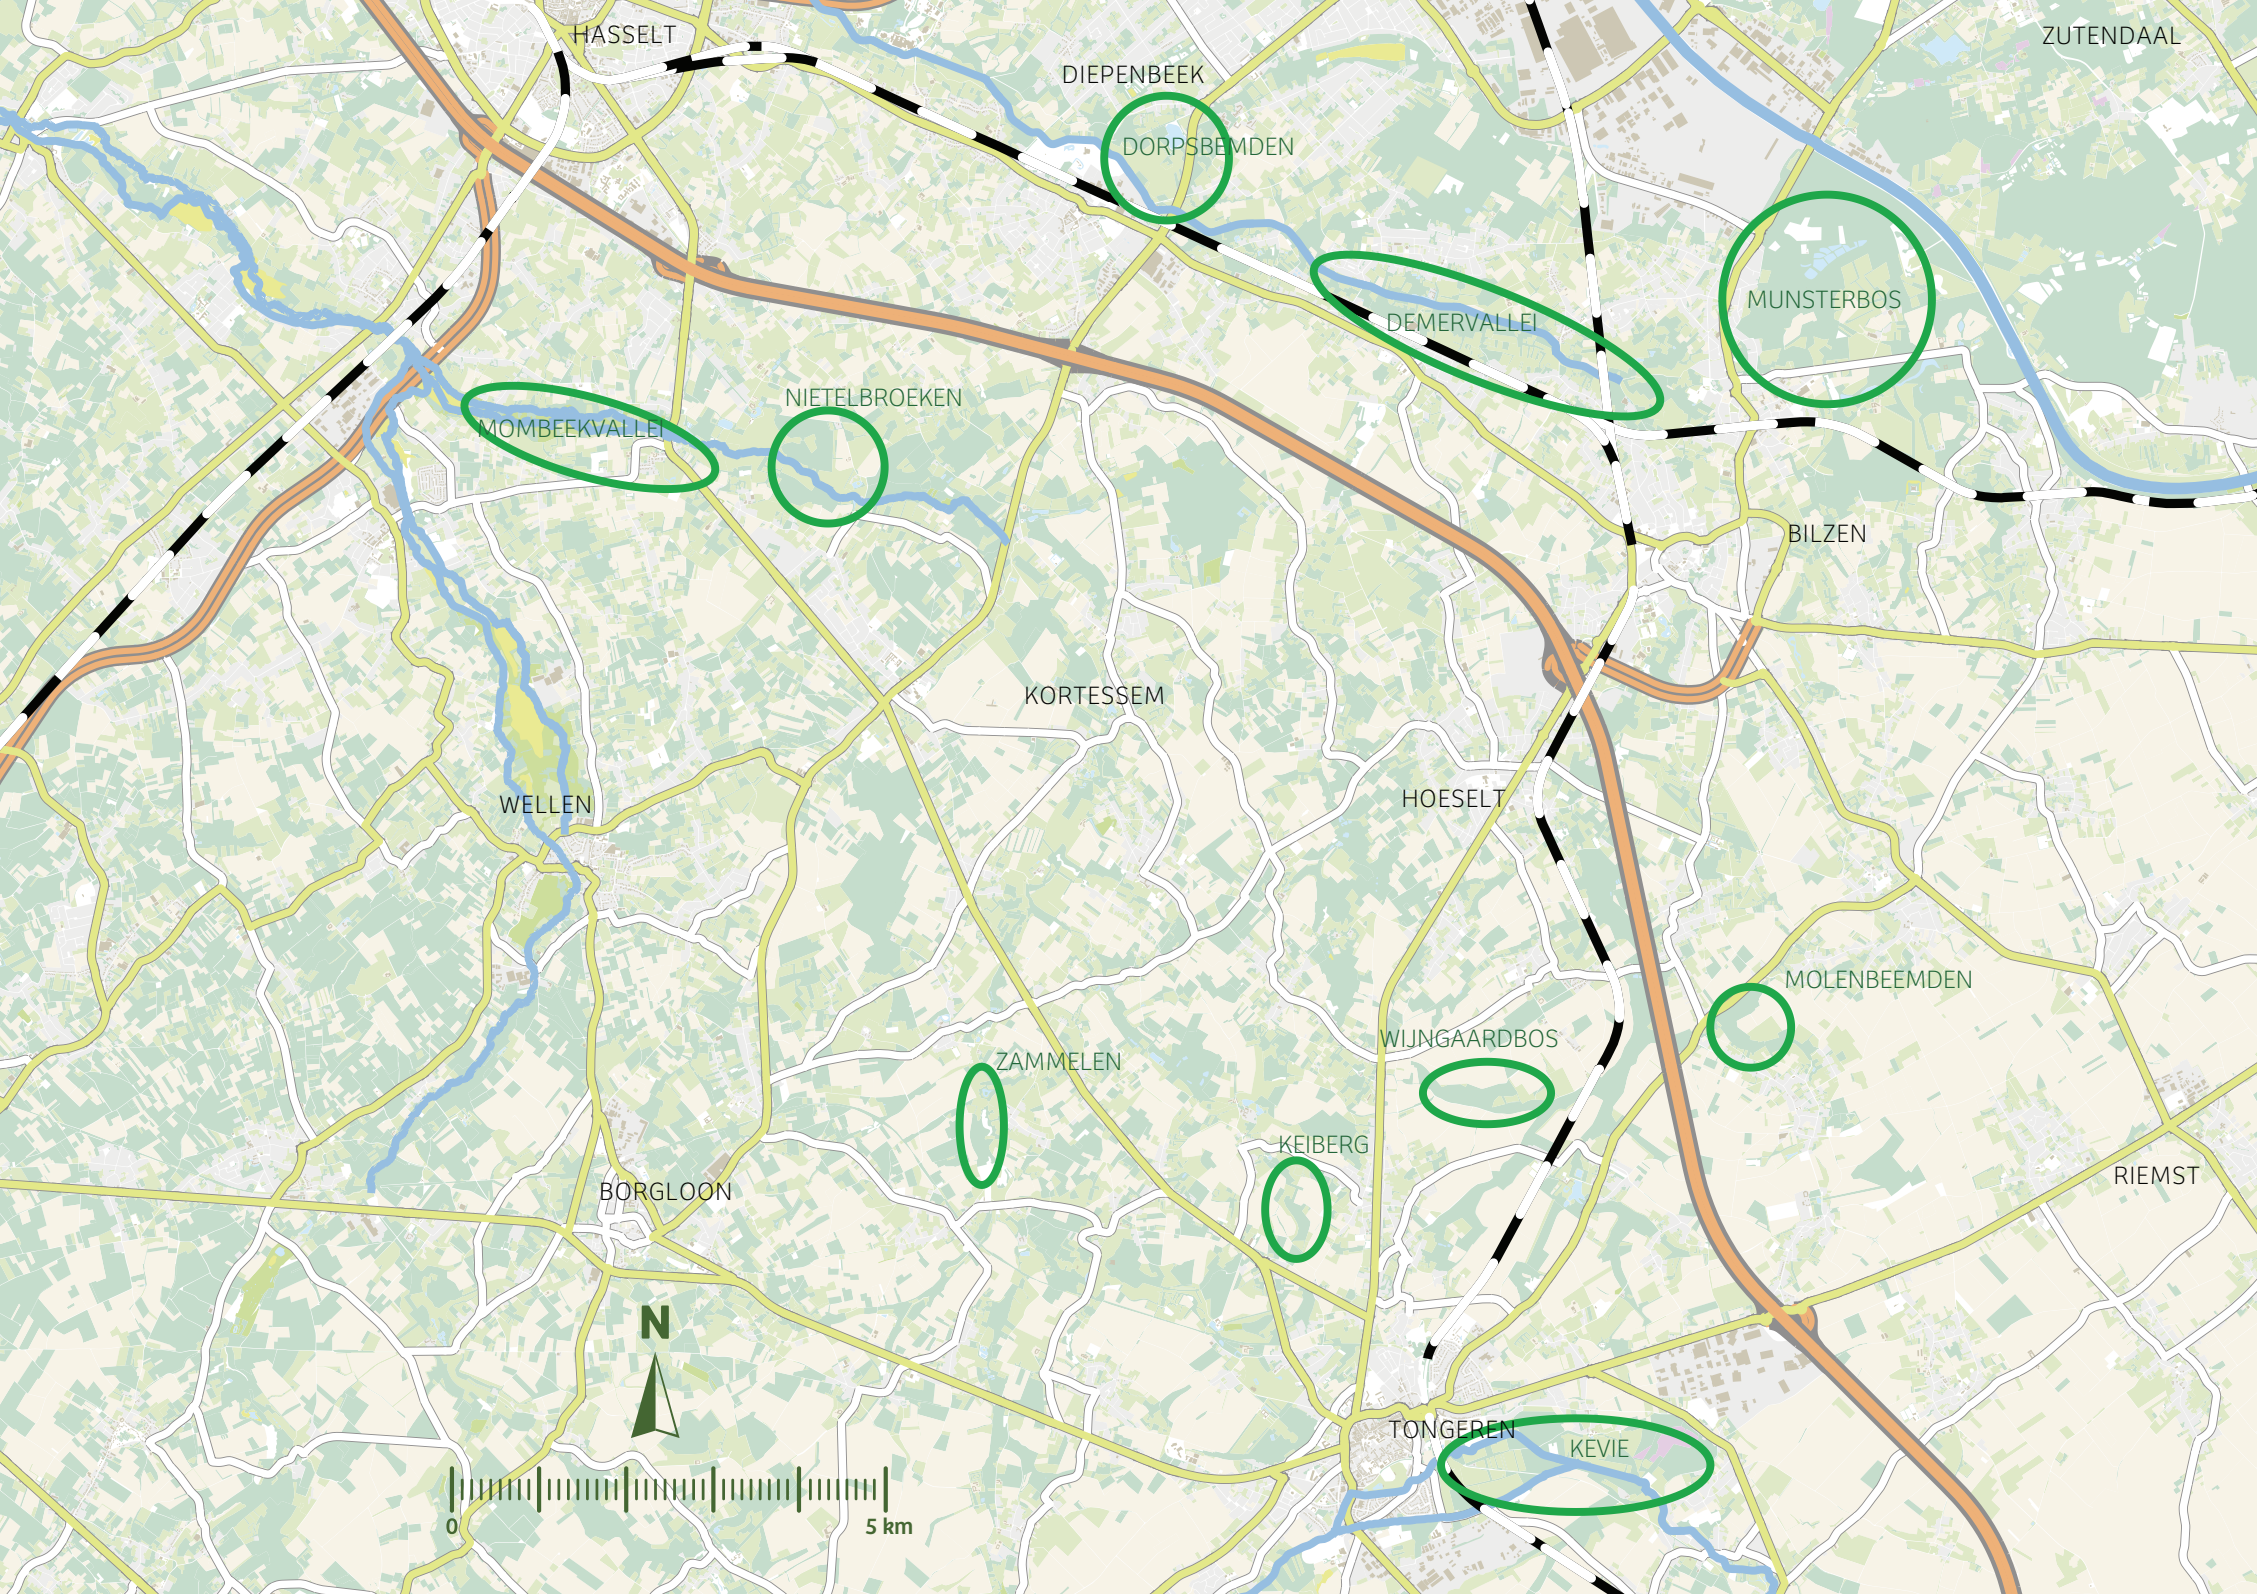 HASSELT
ZUTENDAAL
DIEPENBEEK
DORPSBEMDEN
MUNSTERBOS
DEMERVALLEI
NIETELBROEKEN
MOMBEEKVALLEI
BILZEN
KORTESSEM
HOESELT
WELLEN
MOLENBEEMDEN
WIJNGAARDBOS
ZAMMELEN
KEIBERG
RIEMST
BORGLOON
N
TONGEREN
KEVIE
0
5 km